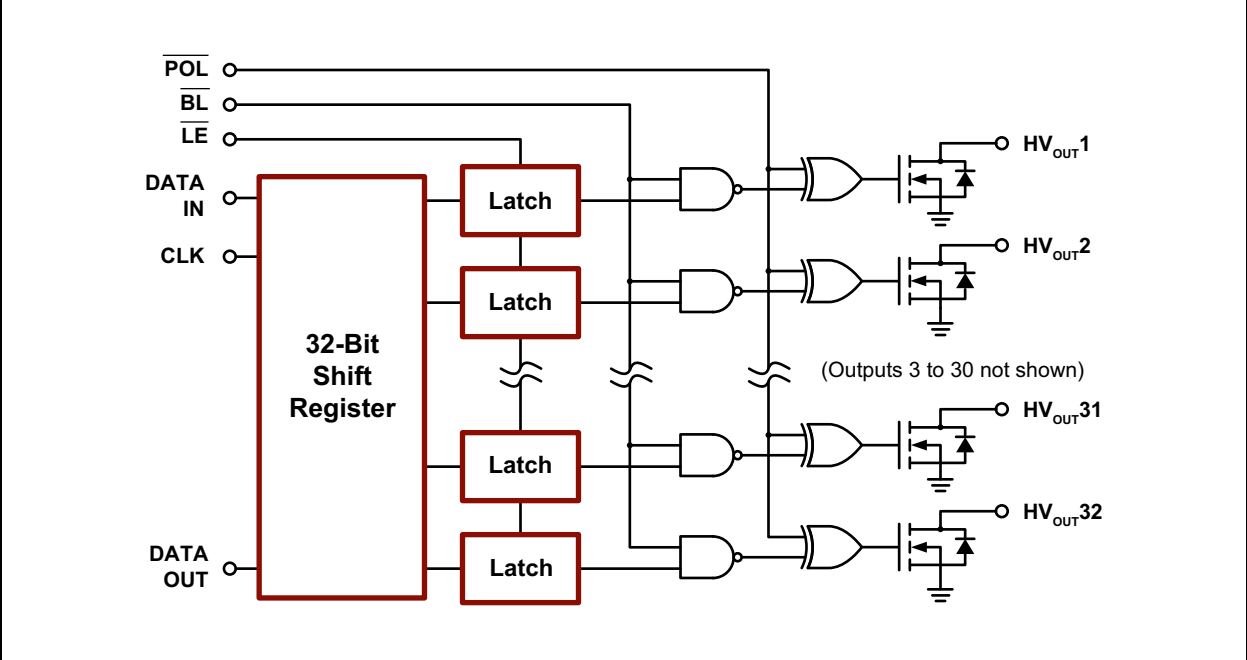 POL
BL
LE
DATA
IN
CLK
32-Bit
Shift
Register
DATA
OUT
Latch
Latch
Latch
Latch
HVOUT1
HVOUT2
(Outputs 3 to 30 not shown)
HVOUT31
HVOUT32